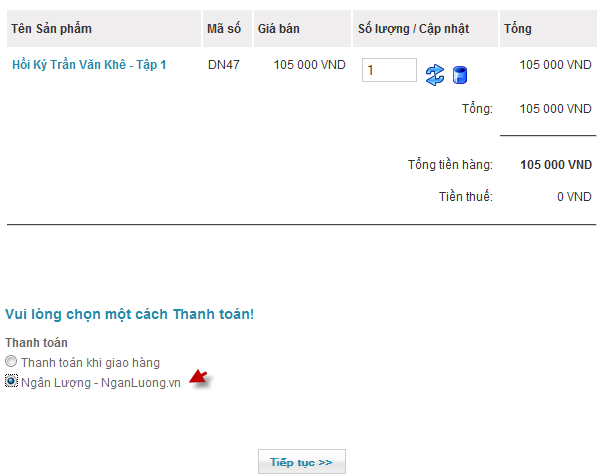 Tên Sản phẩm Mã số Giá bán Số lượng / Cập nhật Tổng
Hồi Ký Trần Văn Khê - Tập 1 DN47 105 000 VND 1 105 000 VND
Tổng: 105 000 VND
Tổng tiền hàng: 105 000 VND
Tiền thuế: 0 VND
Vui lòng chọn một cách Thanh toán!
Thanh toán
Thanh toán khi giao hàng
Ngân Lượng - NganLuong.vn
Tiếp tục >>